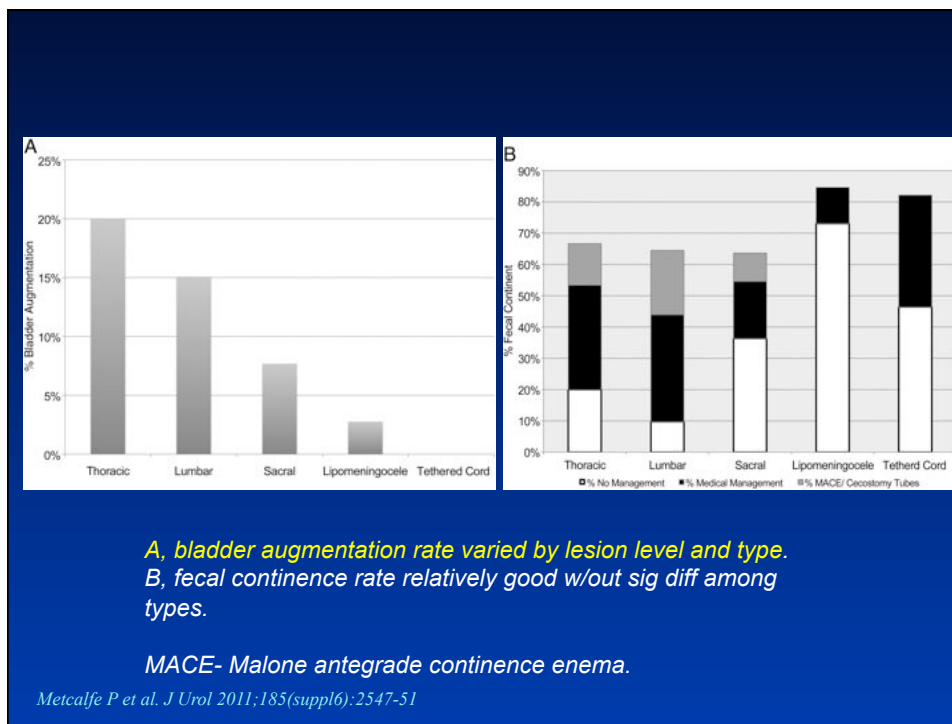 A
25%
20%
15%
10%
5%
0%
% Bladder Augmentation
Thoracic Lumbar Sacral Lipomeningocele Tethered Cord
B
90%
80%
70%
60%
50%
40%
30%
20%
10%
0%
% Fecal Continent
Thoracic Lumbar Sacral Lipomeningocele Tetherd Cord
% No Management % Medical Management % MACE/ Cecostomy Tubes
A, bladder augmentation rate varied by lesion level and type.
B, fecal continence rate relatively good w/out sig diff among
types.
MACE- Malone antegrade continence enema.
Metcalfe P et al. J Urol 2011;185(suppl6):2547-51